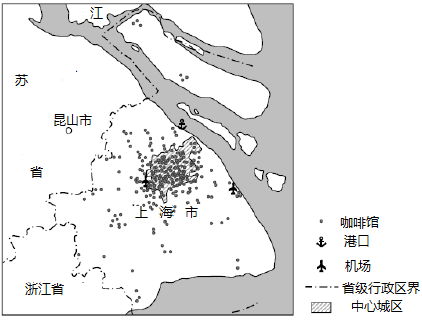 江
苏
昆山市
省
上海市
浙江省
咖啡馆
港口
机场
省级行政区界
中心城区